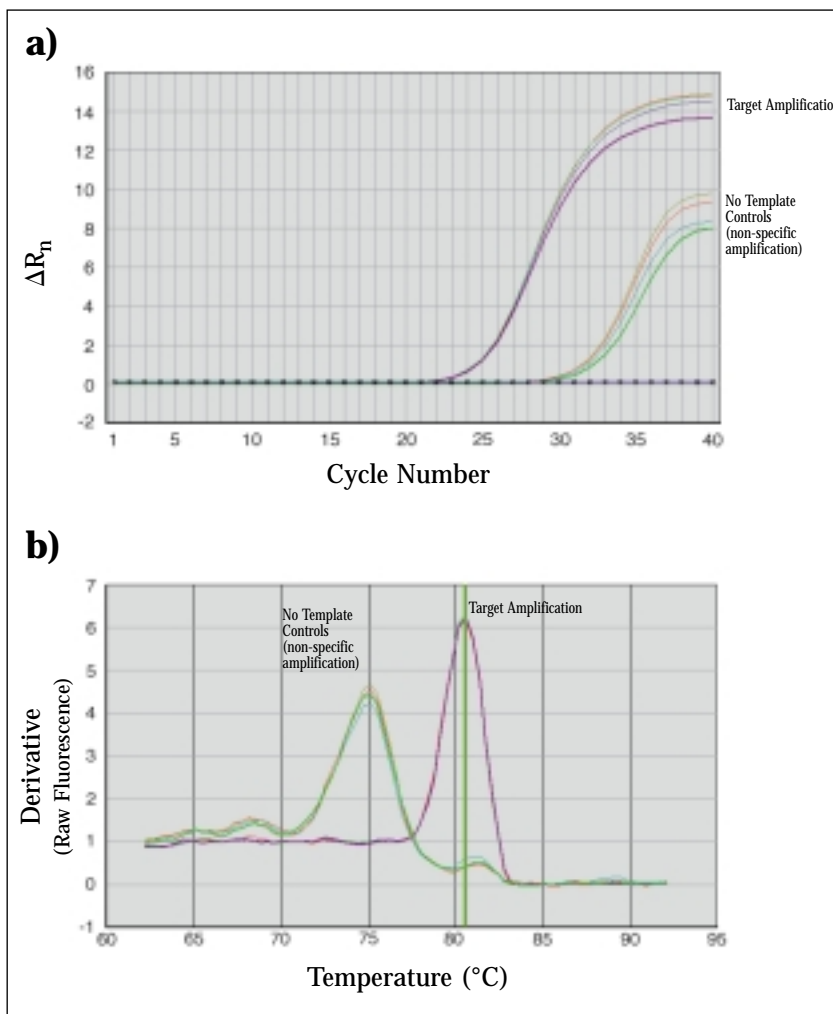 a)
16
14
12
10
8
6
4
2
0
-2
ΔRn
Target Amplification
No Template
Controls
(non-specific
amplification)
1 5 10 15 20 25 30 35 40
Cycle Number
b)
7
6
5
4
3
2
1
0
-1
Derivative
(Raw Fluorescence)
No Template
Controls
(non-specific
amplification)
Target Amplification
60 65 70 75 80 85 90 95
Temperature (°C)